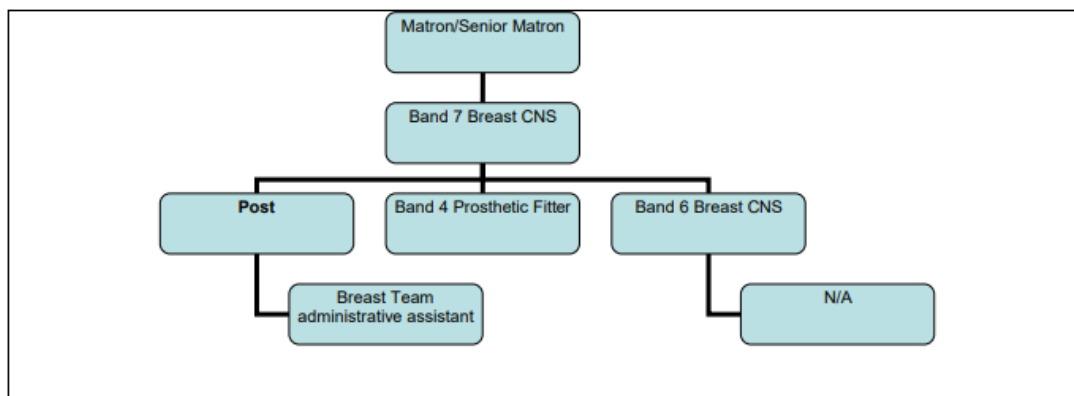 Matron/Senior Matron
Band 7 Breast CNS
Post
Band 4 Prosthetic Fitter
Band 6 Breast CNS
Breast Team
administrative assistant
N/A